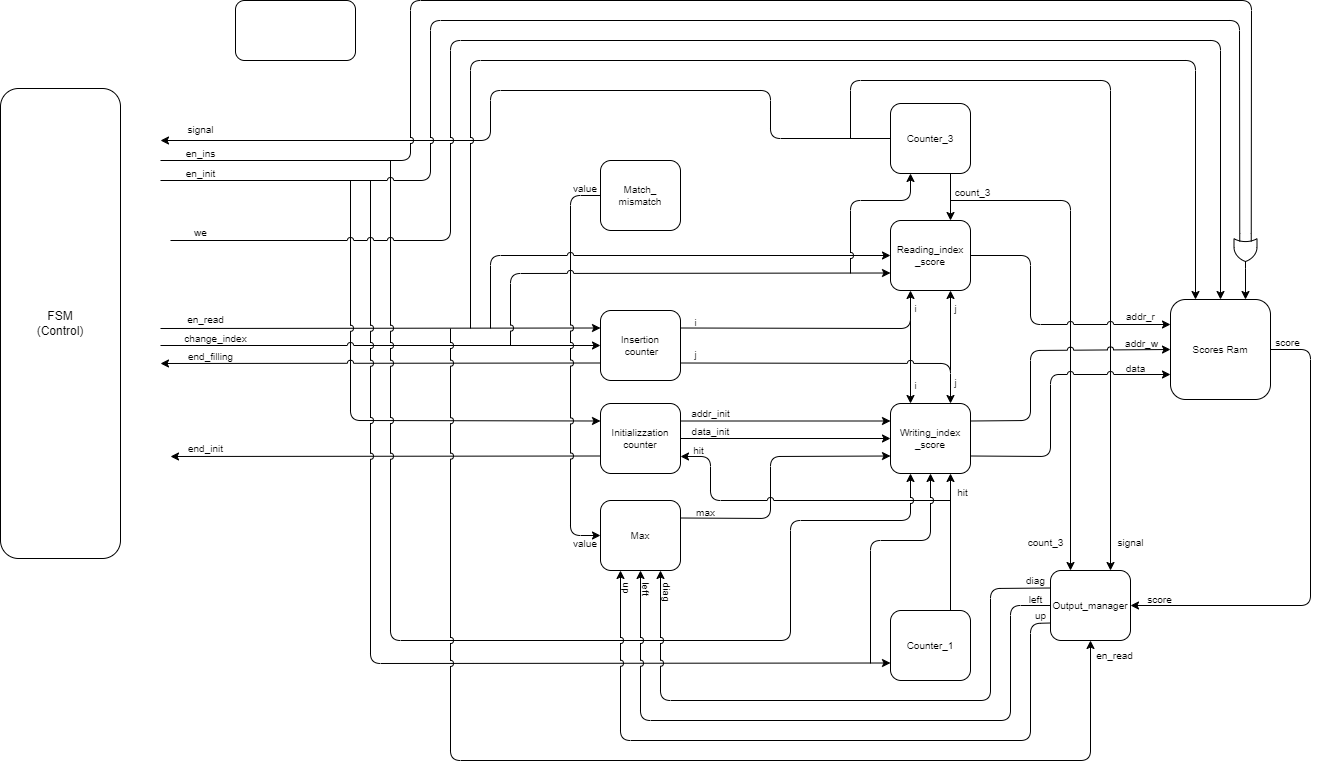 signal
en_ins
en_init
we
FSM
(Control)
en_read
change_index
end_filling
end_init
value
Match_
mismatch
Counter_3
count_3
Reading_index
_score
i
j
Insertion
counter
i
j
i
j
Initializzation
counter
addr_init
data_init
hit
Writing_index
_score
hit
Max
max
value
up
left
diag
Counter_1
addr_r
addr_w
data
Scores Ram
score
count_3
signal
diag
left
up
Output_manager
score
en_read